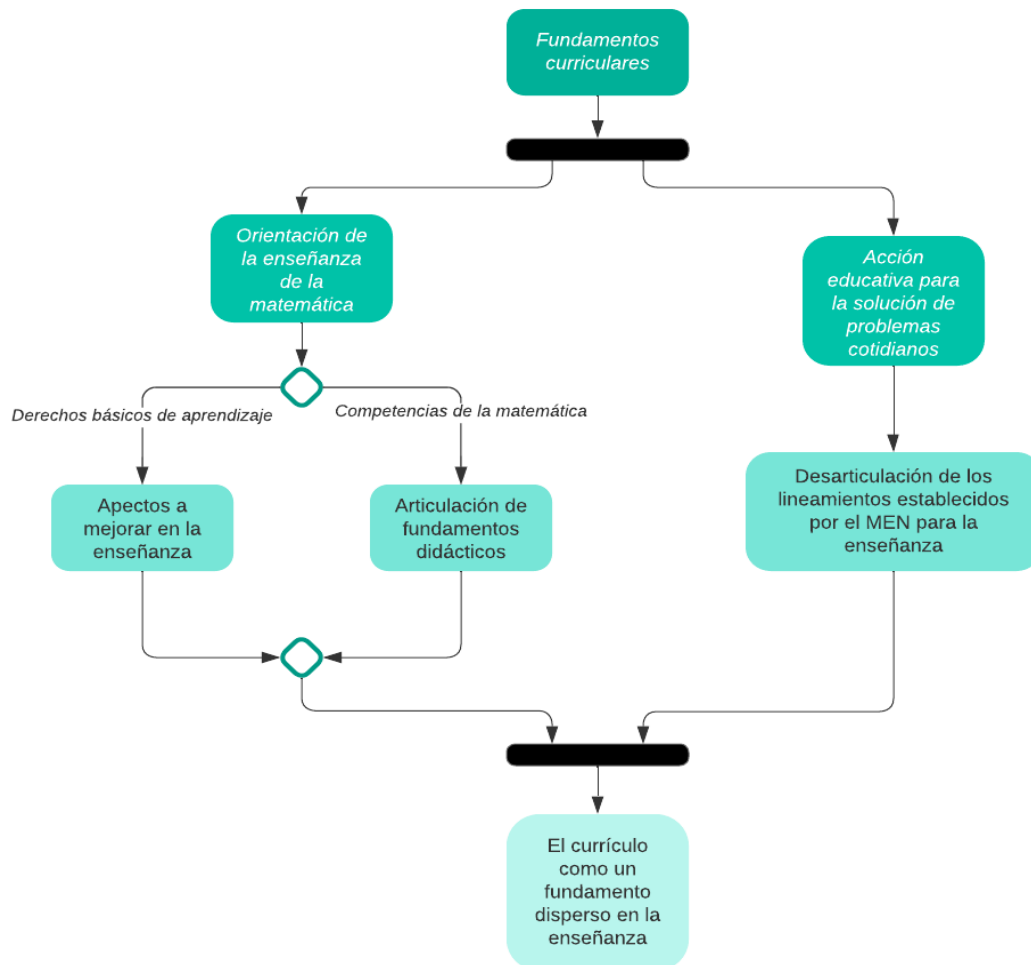 Fundamentos
curriculares
Orientación de
la enseñanza
de la
matemática
Acción
educativa para
la solución de
problemas
cotidianos
Derechos básicos de aprendizaje
Competencias de la matemática
Apectos a
mejorar en la
enseñanza
Articulación de
fundamentos
didácticos
Desarticulación de los
lineamientos establecidos
por el MEN para la
enseñanza
El currículo
como un
fundamento
disperso en la
enseñanza